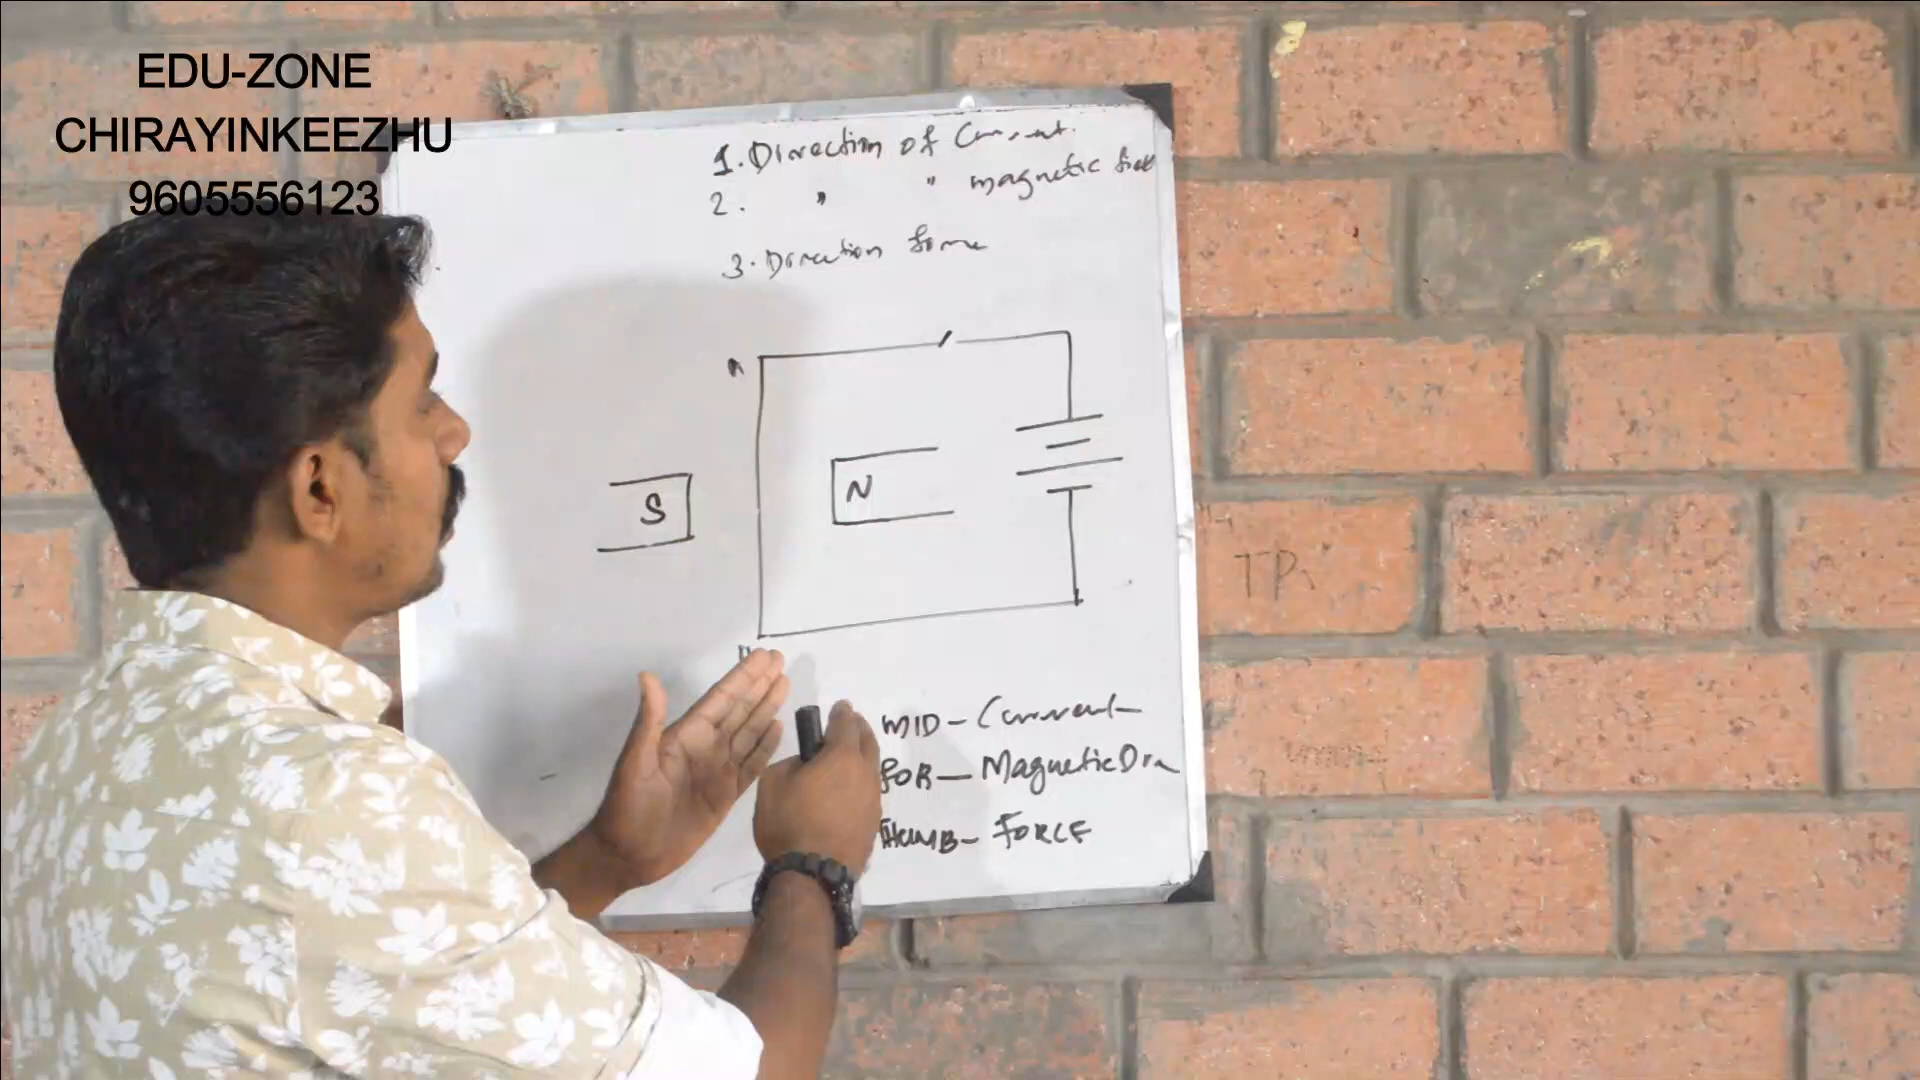 EDU-ZONE
CHIRAYINKEEZHU
9605556123
1. Direction of Current.
2. " " magnetic field
3. Direction force
A
S
N
MID - Current
FOR - Magnetic Dirn
THUMB - FORCE
TP